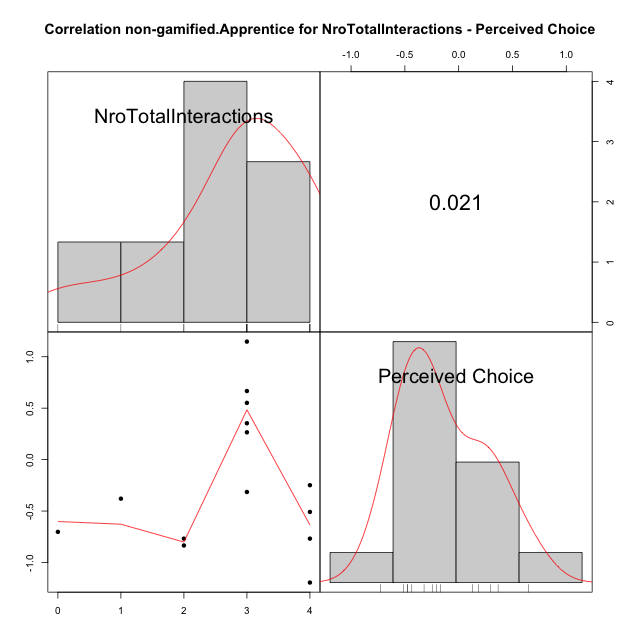 Correlation non-gamified.Apprentice for NroTotalInteractions - Perceived Choice
-1.0 -0.5 0.0 0.5 1.0
NroTotalInteractions
0.021
4
3
2
1
0
Perceived Choice
1.0
0.5
0.0
-0.5
-1.0
0 1 2 3 4